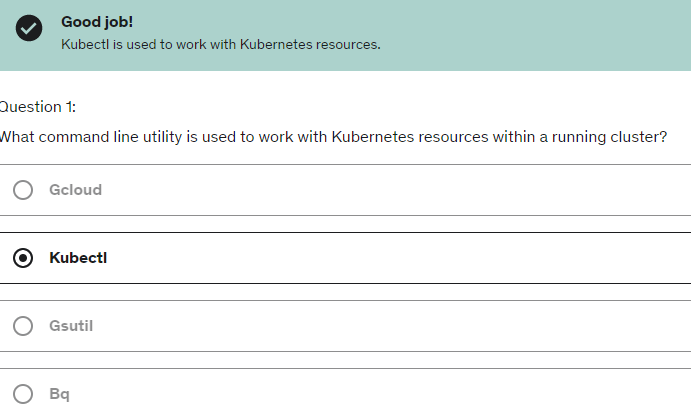 Good job!
Kubectl is used to work with Kubernetes resources.
Question 1:
What command line utility is used to work with Kubernetes resources within a running cluster?
Gcloud
Kubectl
Gsutil
Bq